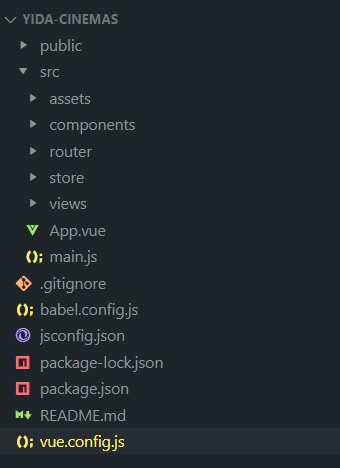 YIDA-CINEMAS
public
src
assets
components
router
store
views
App.vue
main.js
.gitignore
babel.config.js
jsconfig.json
package-lock.json
package.json
README.md
vue.config.js